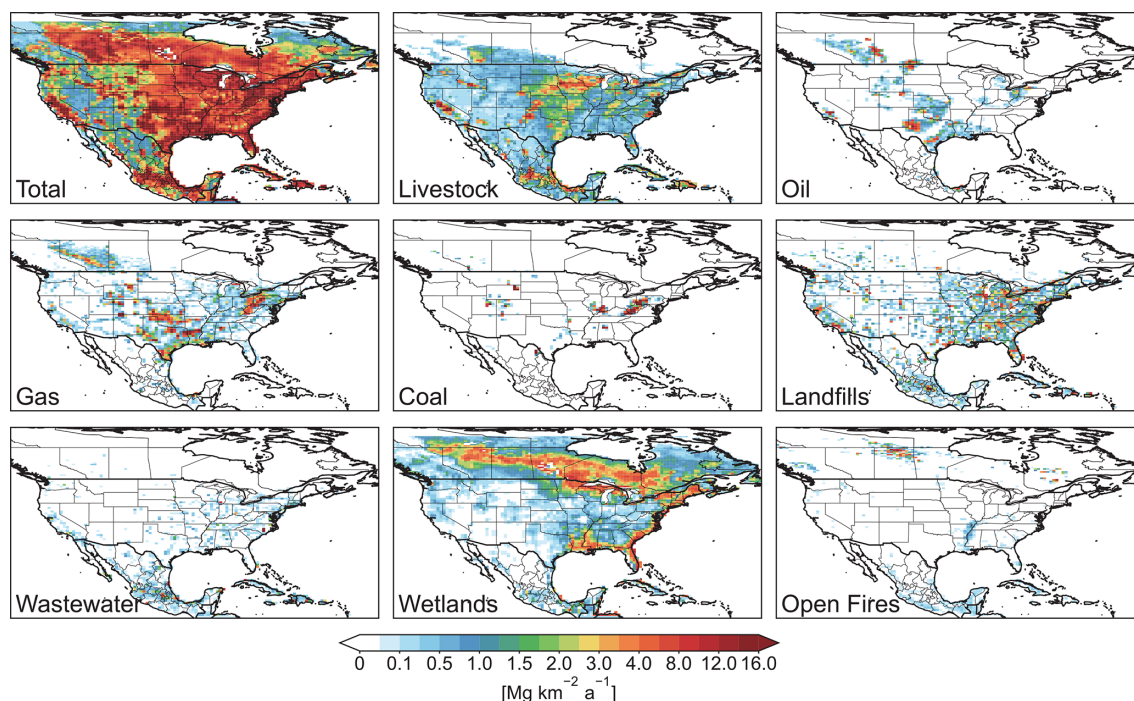 Total
Livestock
Oil
Gas
Coal
Landfills
Wastewater
Wetlands
Open Fires
0 0.1 0.5 1.0 1.5 2.0 3.0 4.0 8.0 12.0 16.0
[Mg km⁻² a⁻¹]